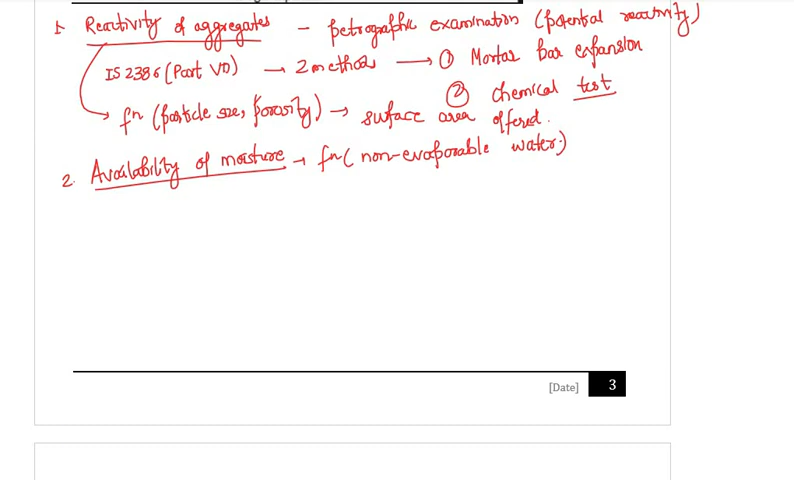 1. Reactivity of aggregates - petrographic examination (potential reactivity)
IS 2386 (Part VII) → 2 methods → ① Mortar bar expansion
② Chemical test
→ fn (particle size, porosity) → surface area offered.
2. Availability of moisture → fn (non-evaporable water.)
[Date] 3